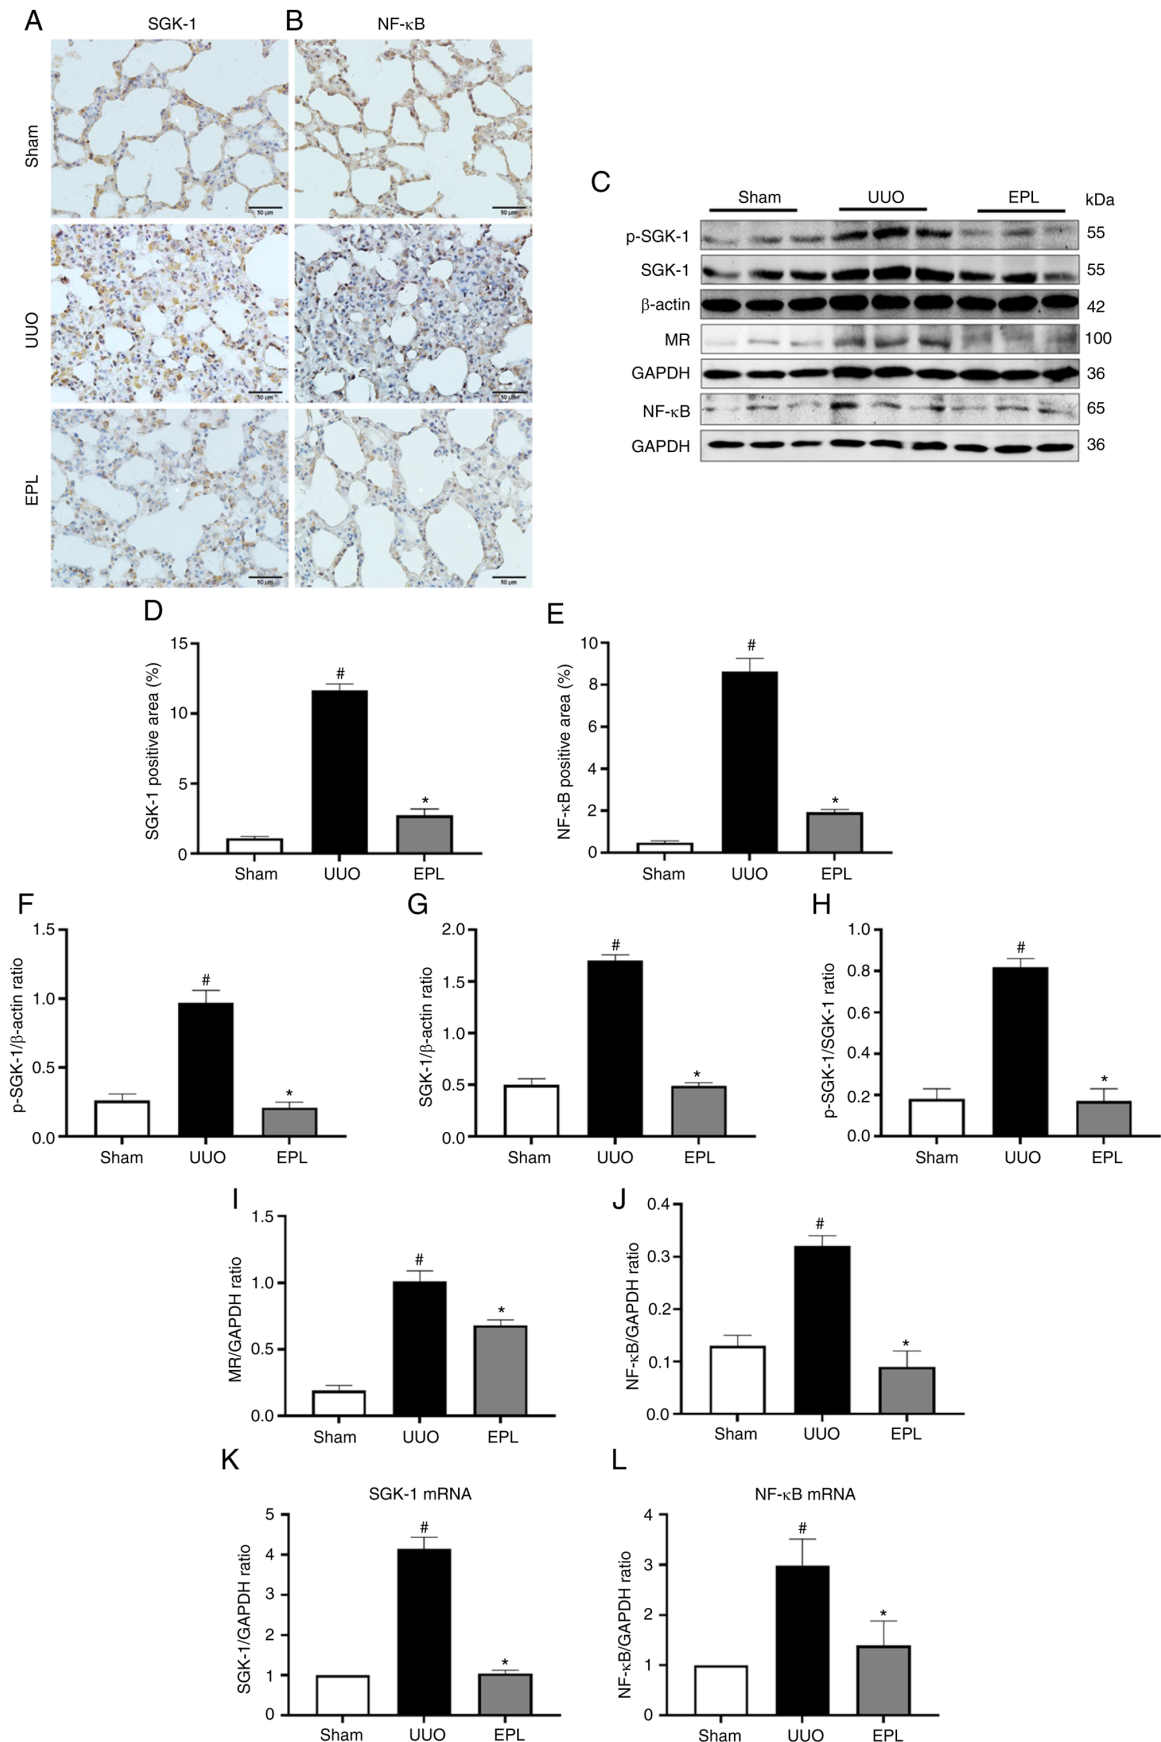 A
SGK-1
B
NF-κB
Sham
50 µm
50 µm
UUO
50 µm
50 µm
EPL
50 µm
50 µm
C
Sham
UUO
EPL
kDa
p-SGK-1
55
SGK-1
55
β-actin
42
MR
100
GAPDH
36
NF-κB
65
GAPDH
36
D
SGK-1 positive area (%)
15
10
5
0
#
*
Sham
UUO
EPL
E
NF-κB positive area (%)
10
8
6
4
2
0
#
*
Sham
UUO
EPL
F
p-SGK-1/β-actin ratio
1.5
1.0
0.5
0.0
#
*
Sham
UUO
EPL
G
SGK-1/β-actin ratio
2.0
1.5
1.0
0.5
0.0
#
*
Sham
UUO
EPL
H
p-SGK-1/SGK-1 ratio
1.0
0.8
0.6
0.4
0.2
0.0
#
*
Sham
UUO
EPL
I
MR/GAPDH ratio
1.5
1.0
0.5
0.0
#
*
Sham
UUO
EPL
J
NF-κB/GAPDH ratio
0.4
0.3
0.2
0.1
0.0
#
*
Sham
UUO
EPL
K
SGK-1 mRNA
SGK-1/GAPDH ratio
5
4
3
2
1
0
#
*
Sham
UUO
EPL
L
NF-κB mRNA
NF-κB/GAPDH ratio
4
3
2
1
0
#
*
Sham
UUO
EPL